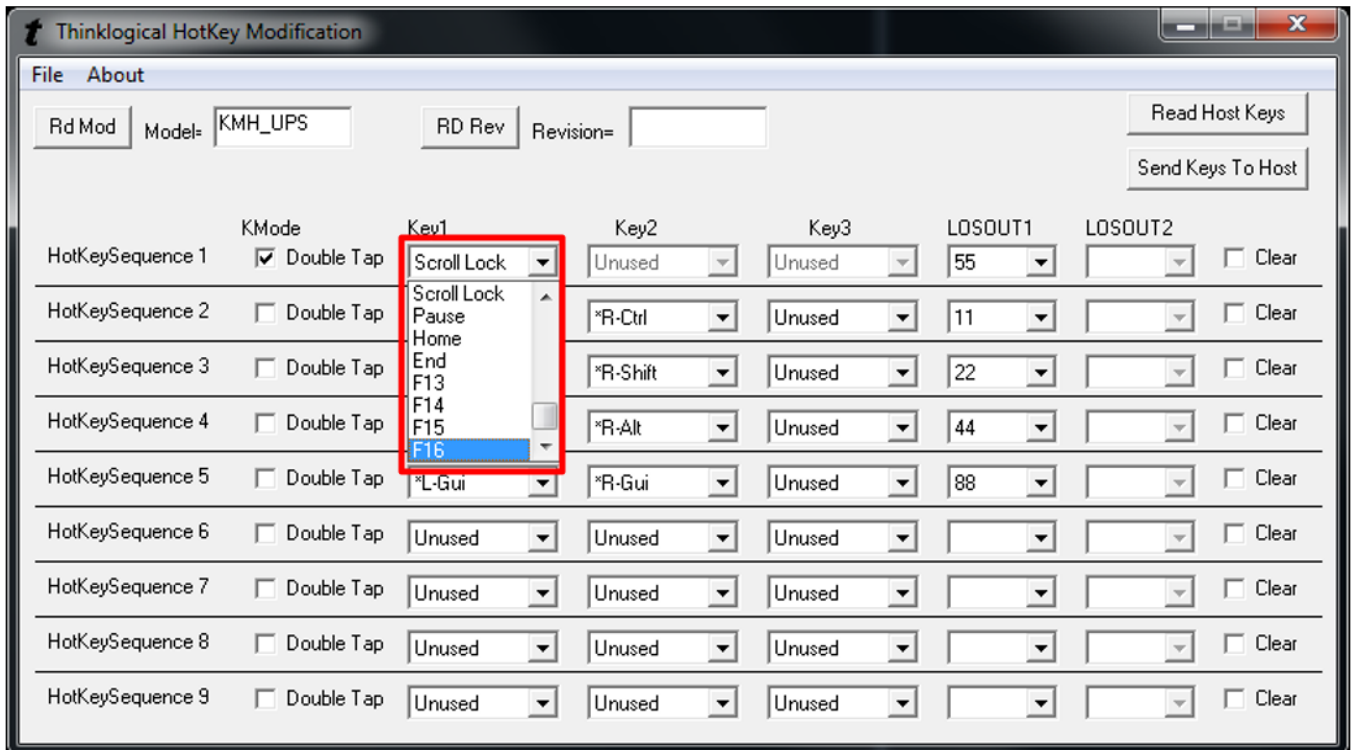 t Thinklogical HotKey Modification
File About
Rd Mod Model= KMH_UPS RD Rev Revision= Read Host Keys
Send Keys To Host
KMode Key1 Key2 Key3 LOSOUT1 LOSOUT2
HotKeySequence 1 Double Tap Scroll Lock Unused Unused 55 Clear
Scroll Lock
HotKeySequence 2 Double Tap Pause *R-Ctrl Unused 11 Clear
Home
HotKeySequence 3 Double Tap End *R-Shift Unused 22 Clear
F13
F14
HotKeySequence 4 Double Tap F15 *R-Alt Unused 44 Clear
F16
HotKeySequence 5 Double Tap *L-Gui *R-Gui Unused 88 Clear
HotKeySequence 6 Double Tap Unused Unused Unused Clear
HotKeySequence 7 Double Tap Unused Unused Unused Clear
HotKeySequence 8 Double Tap Unused Unused Unused Clear
HotKeySequence 9 Double Tap Unused Unused Unused Clear